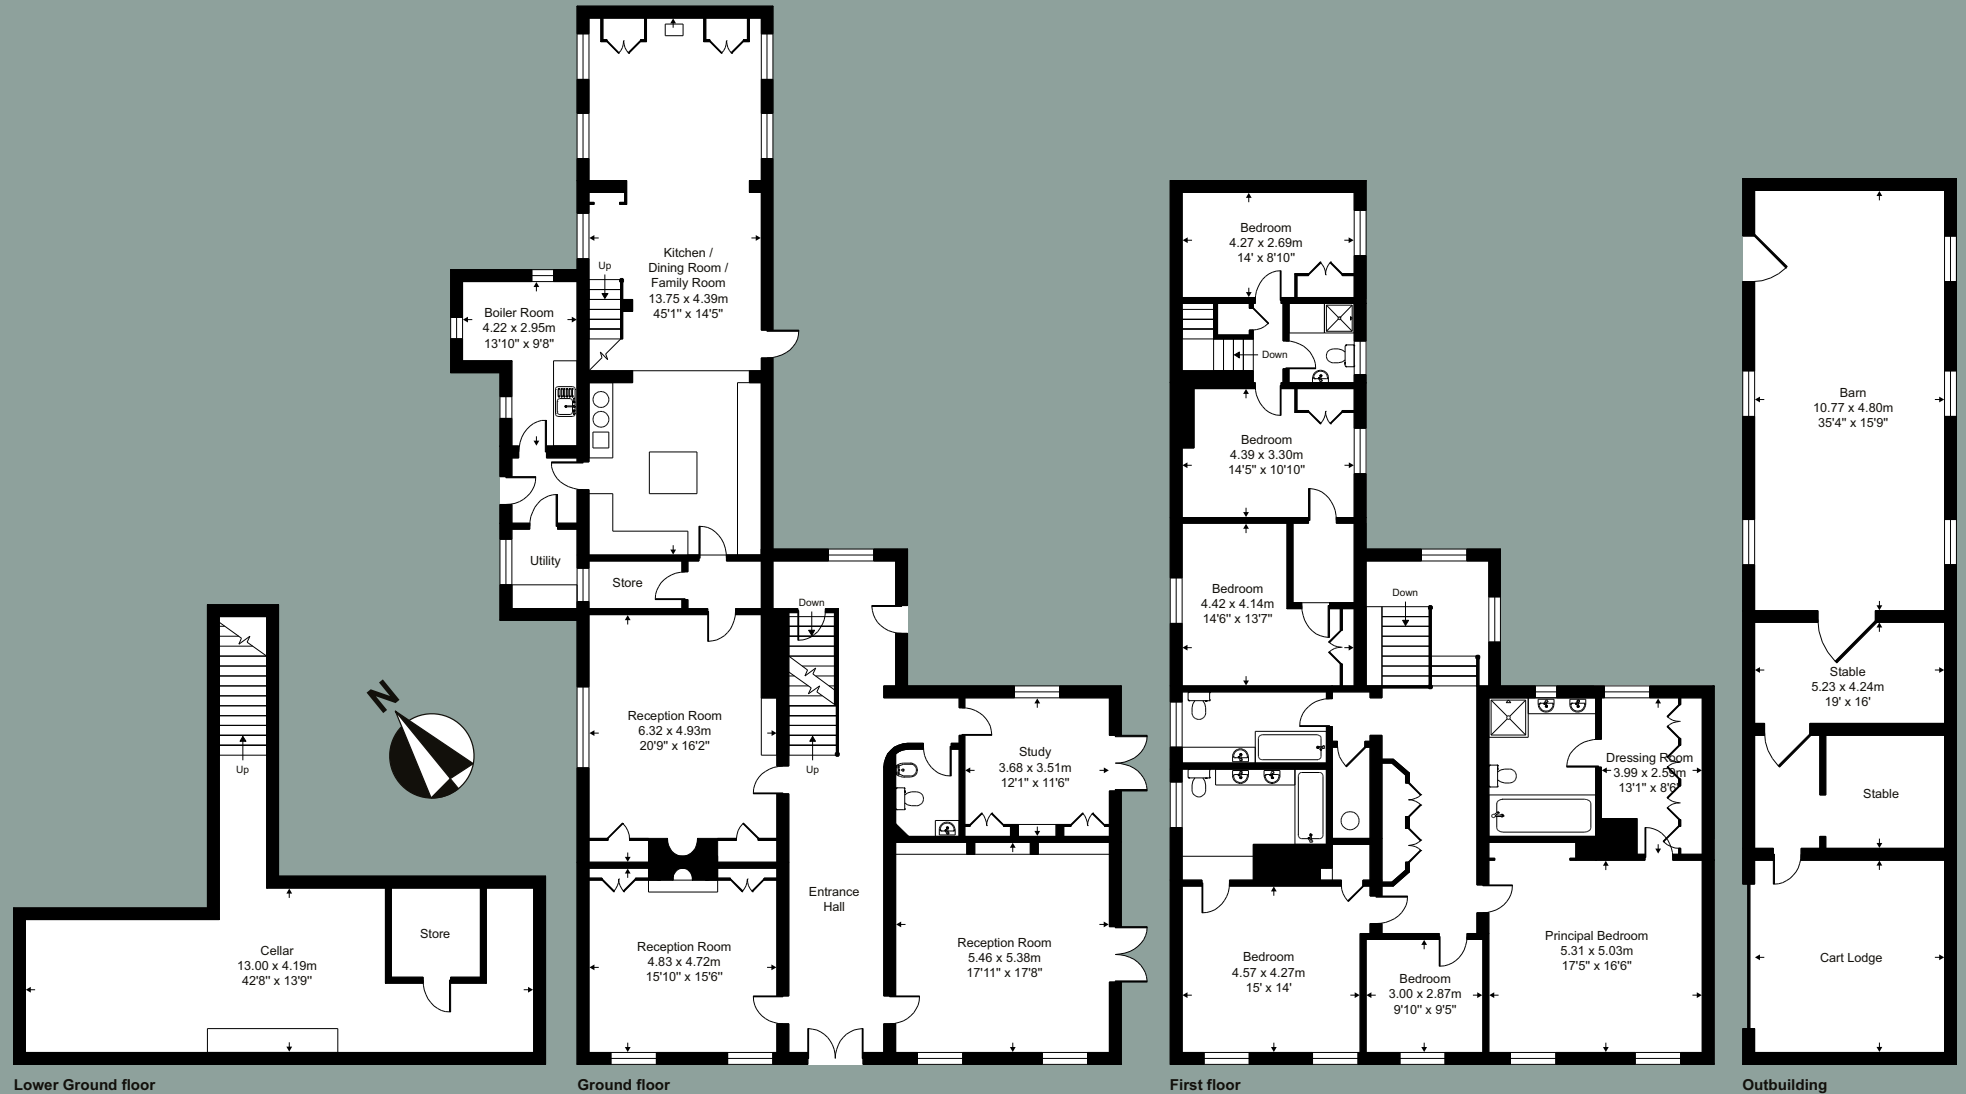 Up
Cellar
13.00 x 4.19m
42'8" x 13'9"
Store
Lower Ground floor
N
Kitchen /
Dining Room /
Family Room
13.75 x 4.39m
45'1" x 14'5"
Up
Boiler Room
4.22 x 2.95m
13'10" x 9'8"
Utility
Store
Down
Up
Reception Room
6.32 x 4.93m
20'9" x 16'2"
Study
3.68 x 3.51m
12'1" x 11'6"
Entrance
Hall
Reception Room
4.83 x 4.72m
15'10" x 15'6"
Reception Room
5.46 x 5.38m
17'11" x 17'8"
Ground floor
Bedroom
4.27 x 2.69m
14' x 8'10"
Down
Bedroom
4.39 x 3.30m
14'5" x 10'10"
Bedroom
4.42 x 4.14m
14'6" x 13'7"
Down
Dressing Room
3.99 x 2.59m
13'1" x 8'6"
Bedroom
4.57 x 4.27m
15' x 14'
Bedroom
3.00 x 2.87m
9'10" x 9'5"
Principal Bedroom
5.31 x 5.03m
17'5" x 16'6"
First floor
Barn
10.77 x 4.80m
35'4" x 15'9"
Stable
5.23 x 4.24m
19' x 16'
Stable
Cart Lodge
Outbuilding